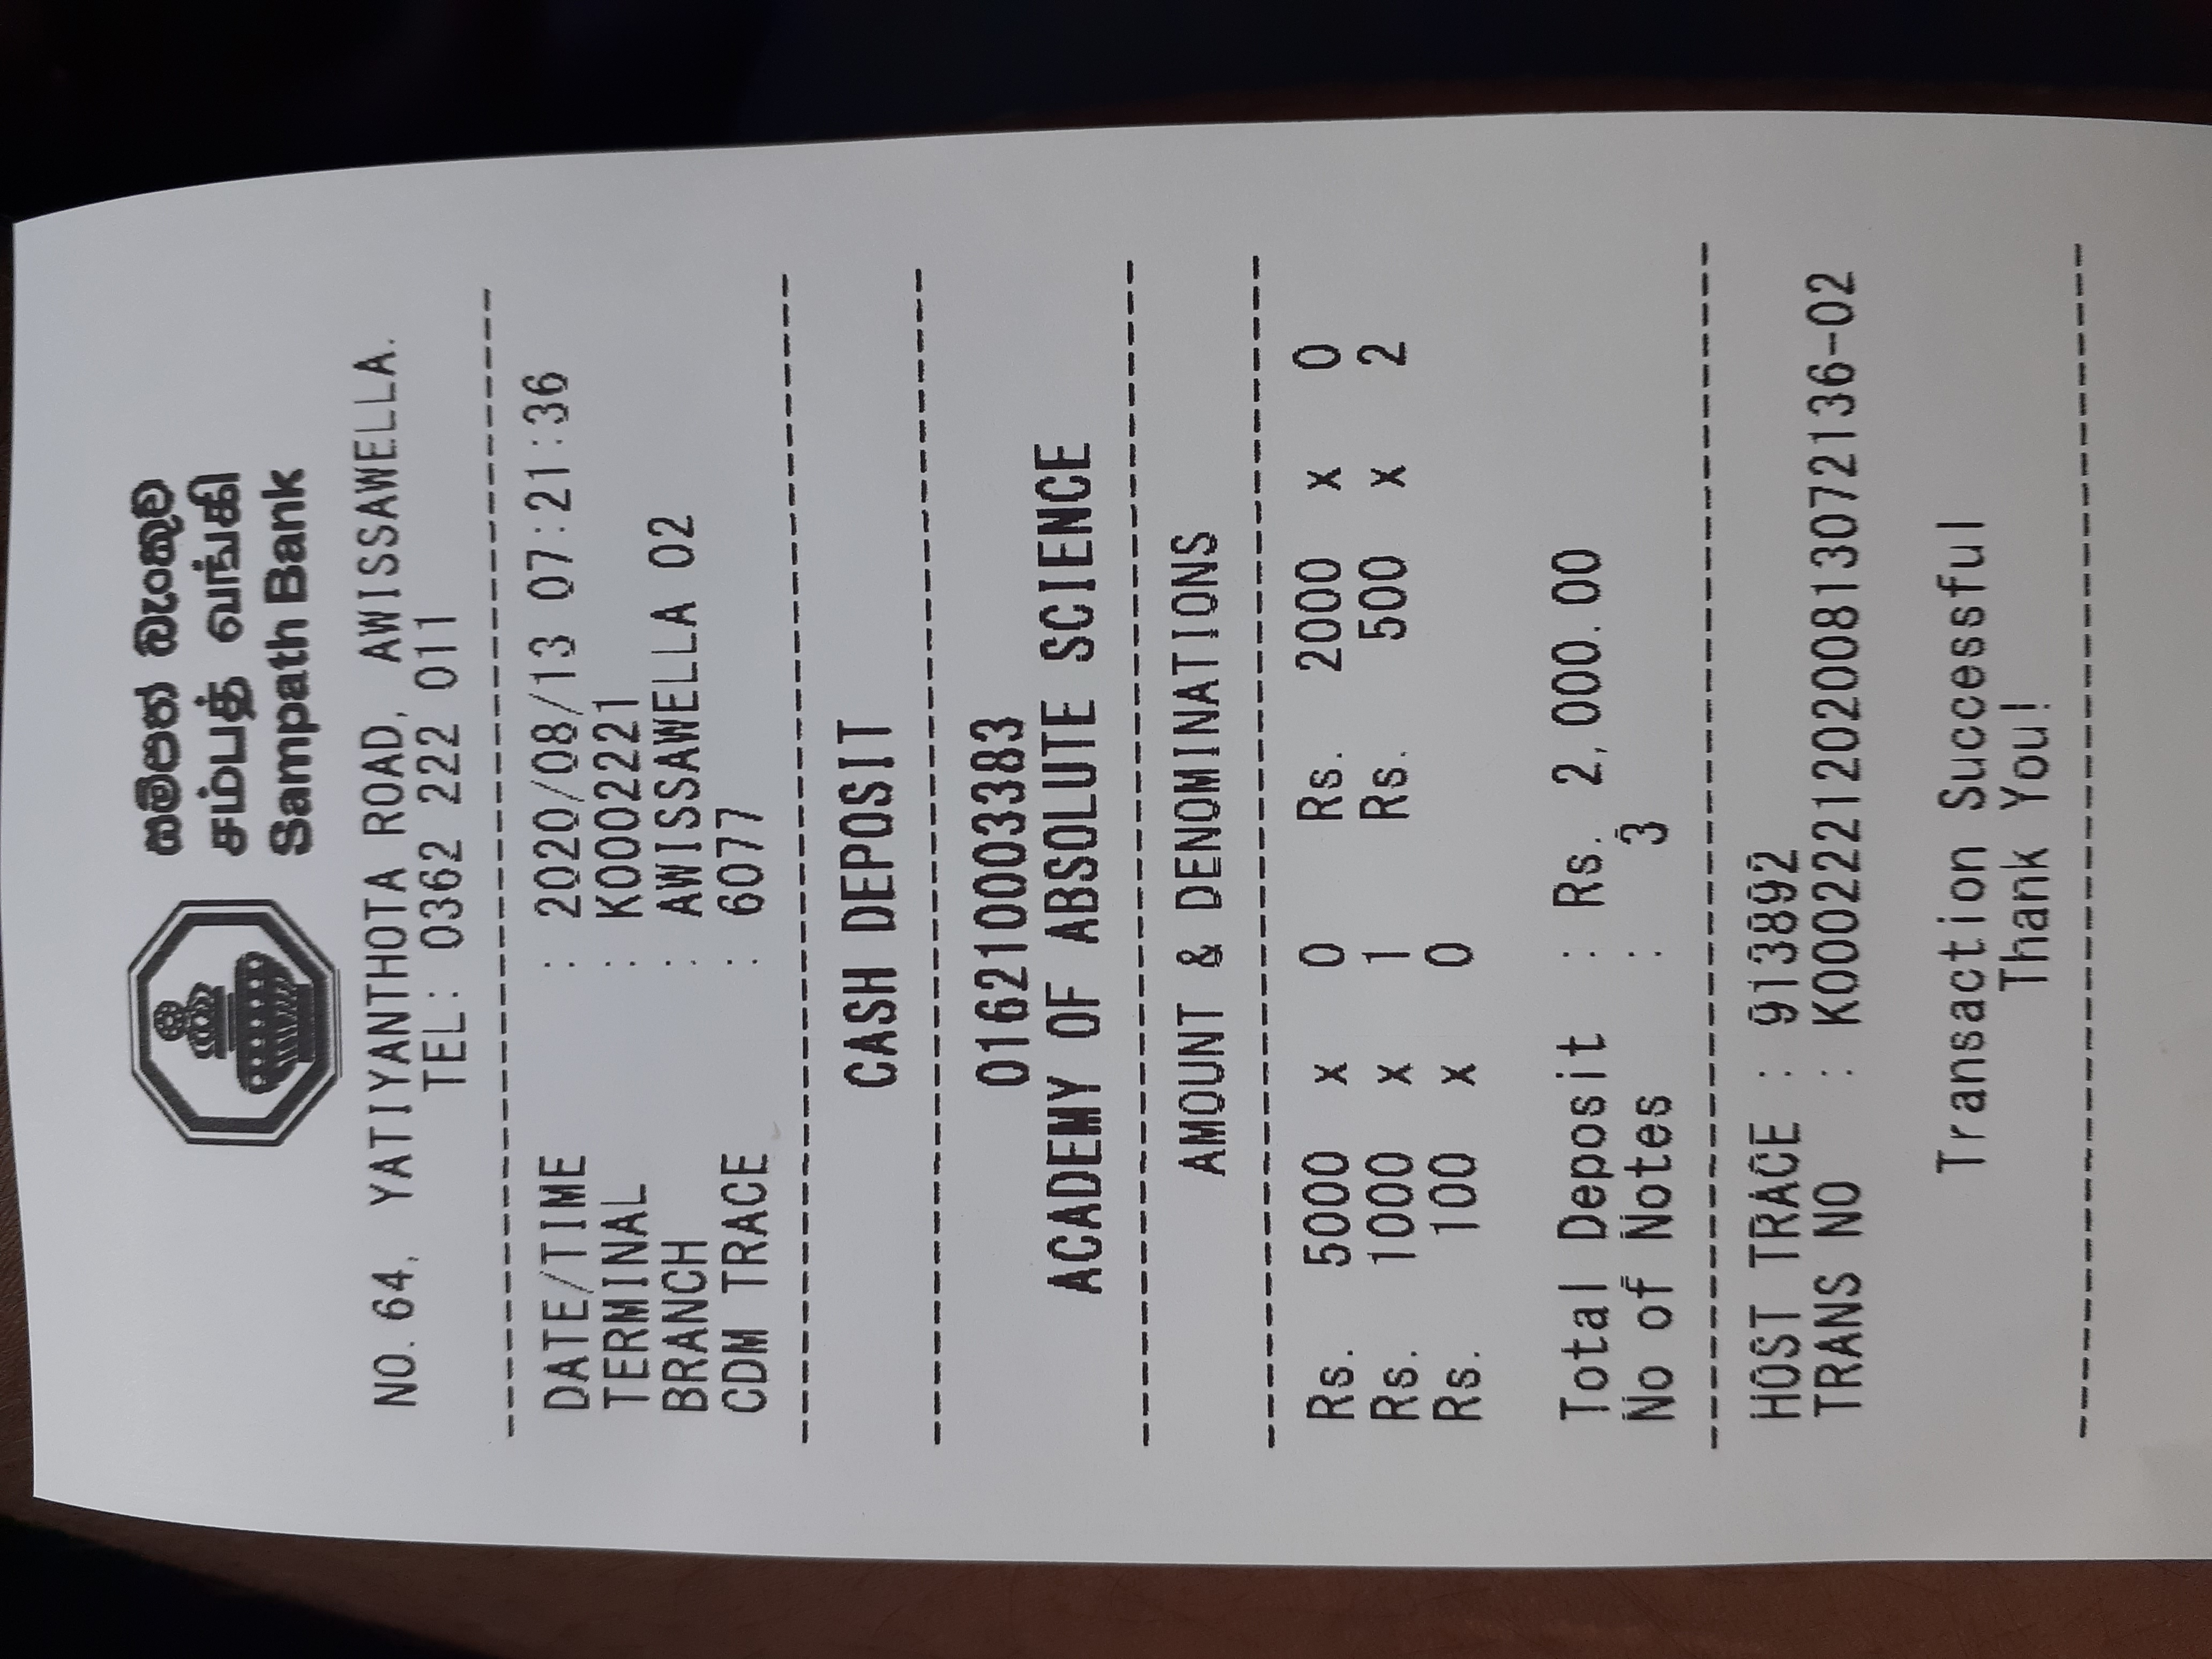 සම්පත් බැංකුව
சம்பத் வங்கி
Sampath Bank
NO. 64, YATIYANTHOTA ROAD, AWISSAWELLA.
TEL: 0362 222 011
DATE/TIME : 2020/08/13 07:21:36
TERMINAL : K0002221
BRANCH : AWISSAWELLA 02
CDM TRACE : 6077
CASH DEPOSIT
016210003383
ACADEMY OF ABSOLUTE SCIENCE
AMOUNT & DENOMINATIONS
Rs. 5000 x 0 Rs. 2000 x 0
Rs. 1000 x 1 Rs. 500 x 2
Rs. 100 x 0
Total Deposit : Rs. 2,000.00
No of Notes : 3
HOST TRACE : 913892
TRANS NO : K000222120200813072136-02
Transaction Successful
Thank You!